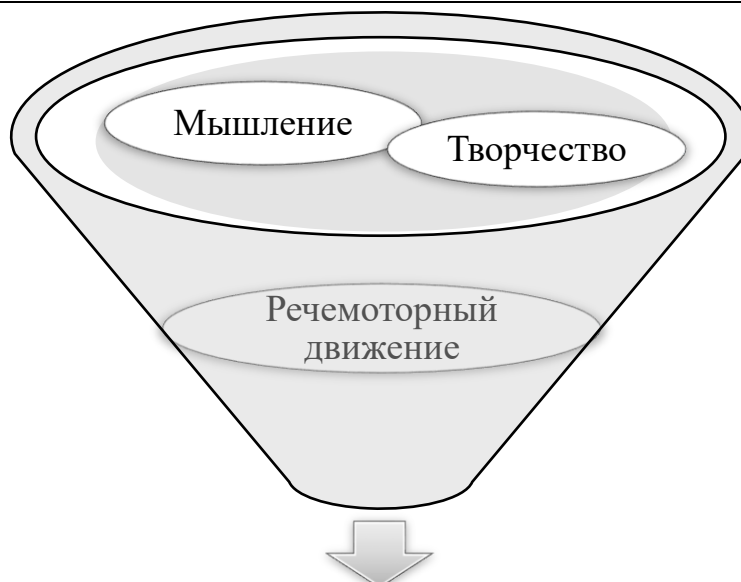 Мышление
Творчество
Речемоторный
движение